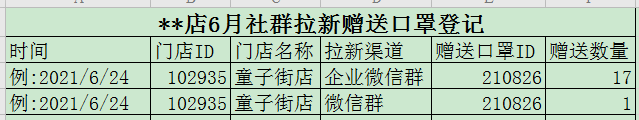 **店6月社群拉新赠送口罩登记
时间 门店ID 门店名称 拉新渠道 赠送口罩ID 赠送数量
例:2021/6/24 102935 童子街店 企业微信群 210826 17
例:2021/6/24 102935 童子街店 微信群 210826 1